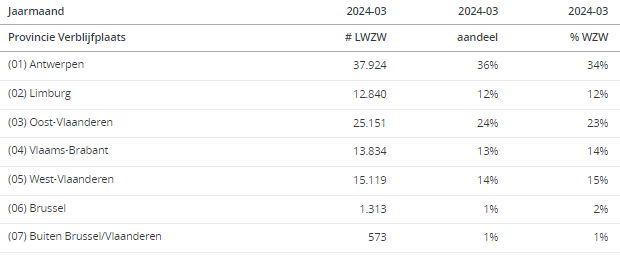 Jaarmaand 2024-03 2024-03 2024-03
Provincie Verblijfplaats # LWZW aandeel % WZW
(01) Antwerpen 37.924 36% 34%
(02) Limburg 12.840 12% 12%
(03) Oost-Vlaanderen 25.151 24% 23%
(04) Vlaams-Brabant 13.834 13% 14%
(05) West-Vlaanderen 15.119 14% 15%
(06) Brussel 1.313 1% 2%
(07) Buiten Brussel/Vlaanderen 573 1% 1%